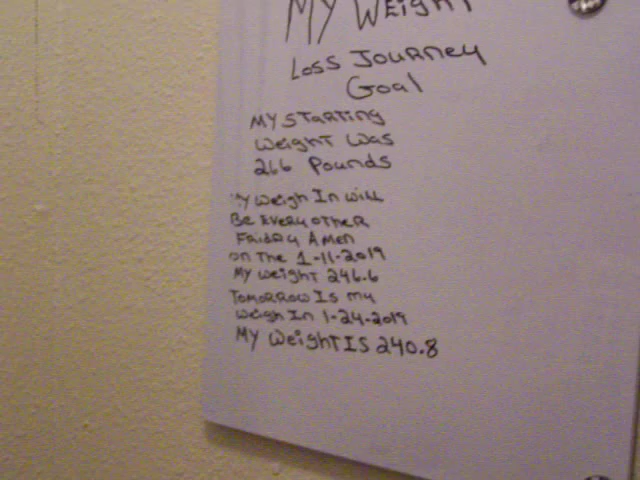 MY Weight
Loss Journey
Goal
MY Starting
Weight Was
266 Pounds
My Weigh In will
Be Every other
Friday Amen
on The 1-11-2019
My weight 246.6
Tomorrow Is my
weigh In 1-24-2019
My Weight Is 240.8